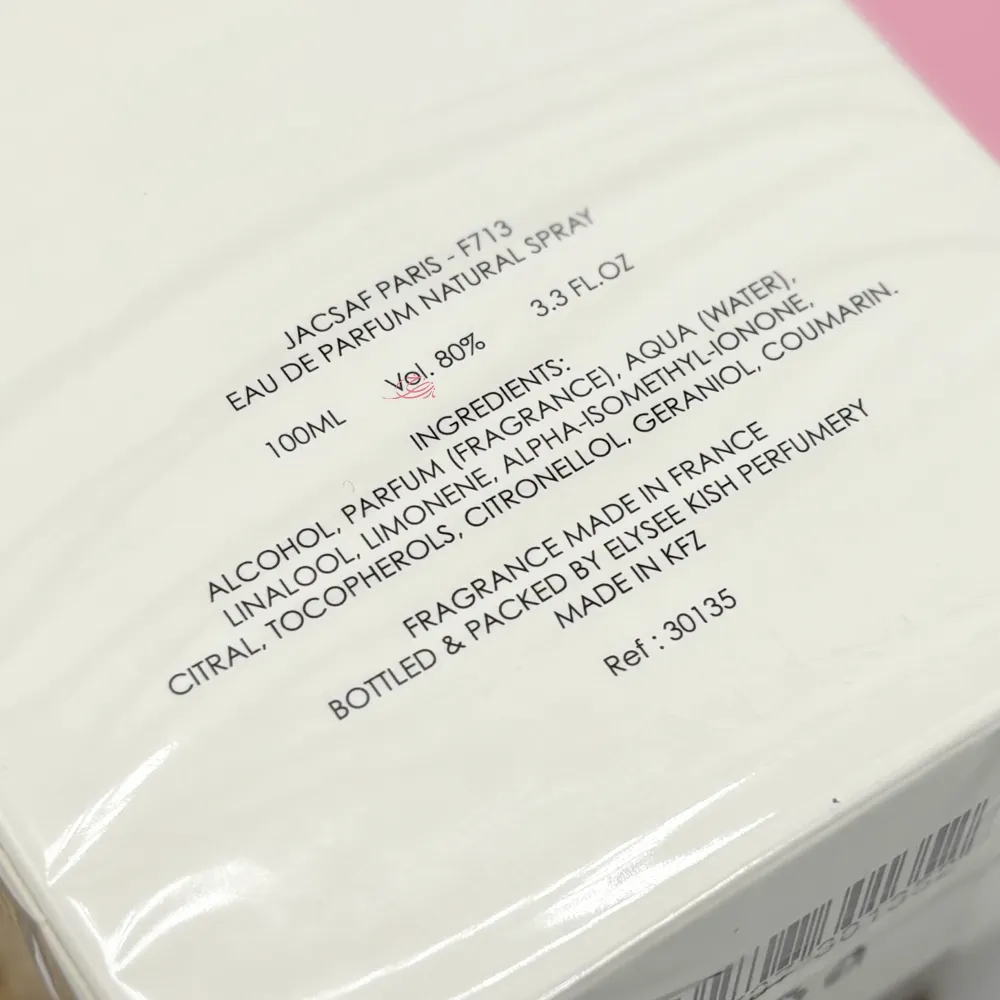 JACSAF PARIS - F713
EAU DE PARFUM NATURAL SPRAY
100ML Vol. 80% 3.3 FL.OZ
INGREDIENTS:
ALCOHOL, PARFUM (FRAGRANCE), AQUA (WATER),
LINALOOL, LIMONENE, ALPHA-ISOMETHYL-IONONE,
CITRAL, TOCOPHEROLS, CITRONELLOL, GERANIOL, COUMARIN.
FRAGRANCE MADE IN FRANCE
BOTTLED & PACKED BY ELYSEE KISH PERFUMERY
MADE IN KFZ
Ref : 30135